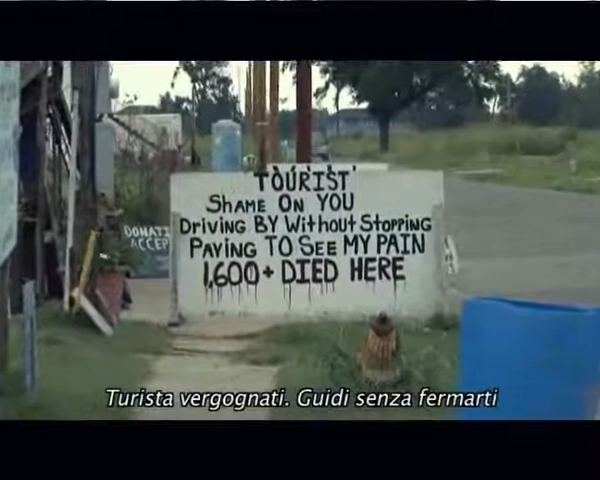 TOURIST
SHAME ON YOU
DRIVING BY WITHOUT STOPPING
PAYING TO SEE MY PAIN
1,600+ DIED HERE
DONATI
ACCEP
Turista vergognati. Guidi senza fermarti